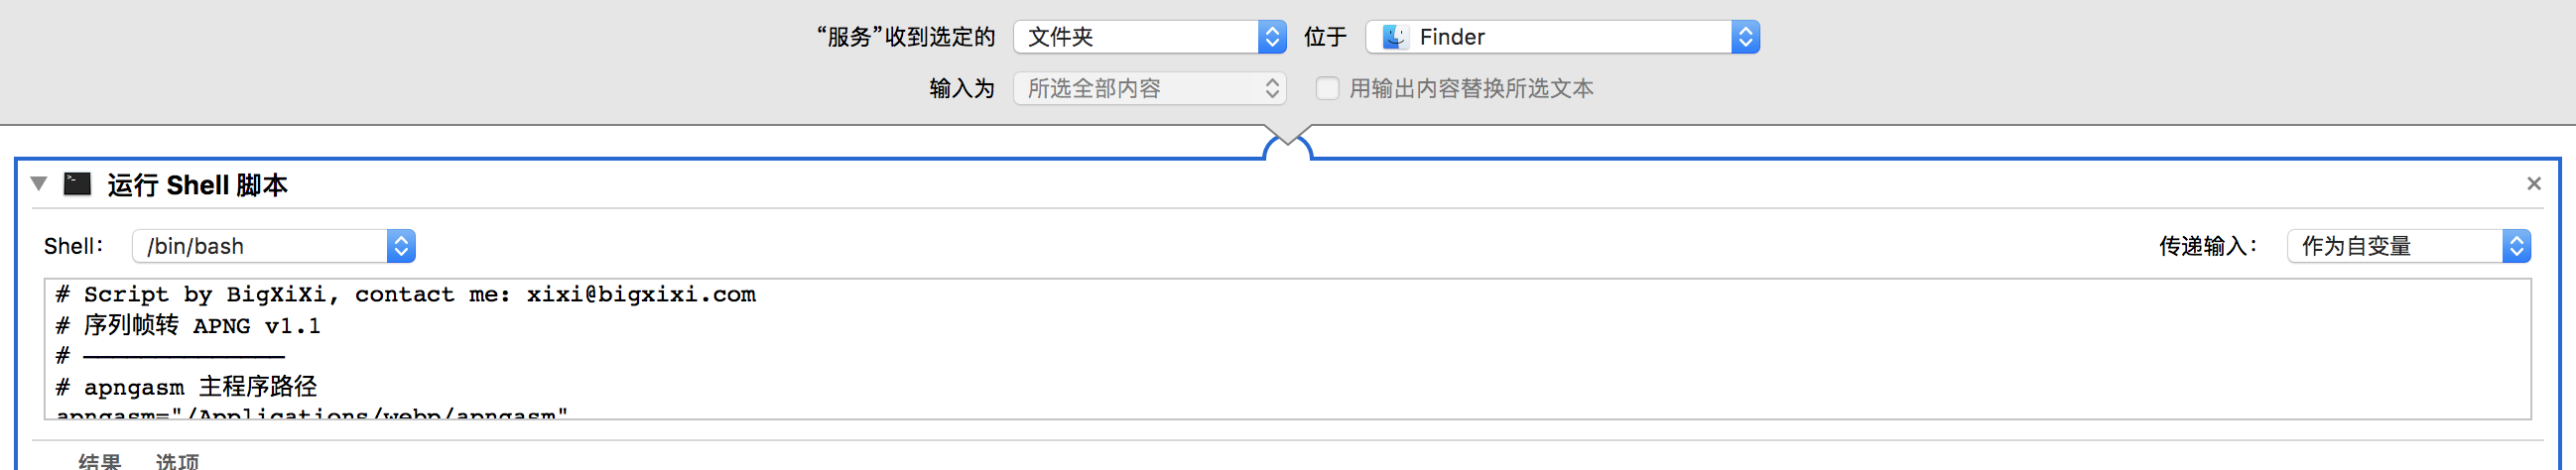 “服务”收到选定的 文件夹 位于 Finder
输入为 所选全部内容 用输出内容替换所选文本
运行 Shell 脚本
Shell: /bin/bash 传递输入: 作为自变量
# Script by BigXiXi, contact me: xixi@bigxixi.com
# 序列帧转 APNG v1.1
# ——————————————
# apngasm 主程序路径
apngasm="/Applications/webp/apngasm"
结果 选项